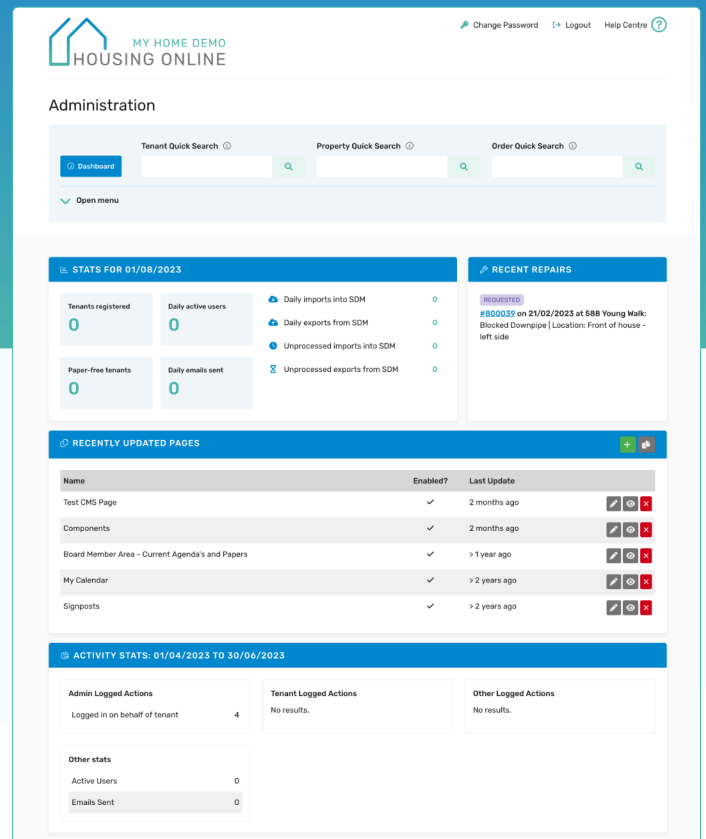 Change Password Logout Help Centre ?
MY HOME DEMO
HOUSING ONLINE
Administration
Tenant Quick Search Property Quick Search Order Quick Search
Dashboard
Open menu
STATS FOR 01/08/2023
Tenants registered
0
Daily active users
0
Paper-free tenants
0
Daily emails sent
0
Daily imports into SDM 0
Daily exports from SDM 0
Unprocessed imports into SDM 0
Unprocessed exports from SDM 0
RECENT REPAIRS
REQUESTED
#800039 on 21/02/2023 at 588 Young Walk:
Blocked Downpipe | Location: Front of house -
left side
RECENTLY UPDATED PAGES
Name Enabled? Last Update
Test CMS Page 2 months ago
Components 2 months ago
Board Member Area - Current Agenda's and Papers > 1 year ago
My Calendar > 2 years ago
Signposts > 2 years ago
ACTIVITY STATS: 01/04/2023 TO 30/06/2023
Admin Logged Actions
Logged in on behalf of tenant 4
Tenant Logged Actions
No results.
Other Logged Actions
No results.
Other stats
Active Users 0
Emails Sent 0